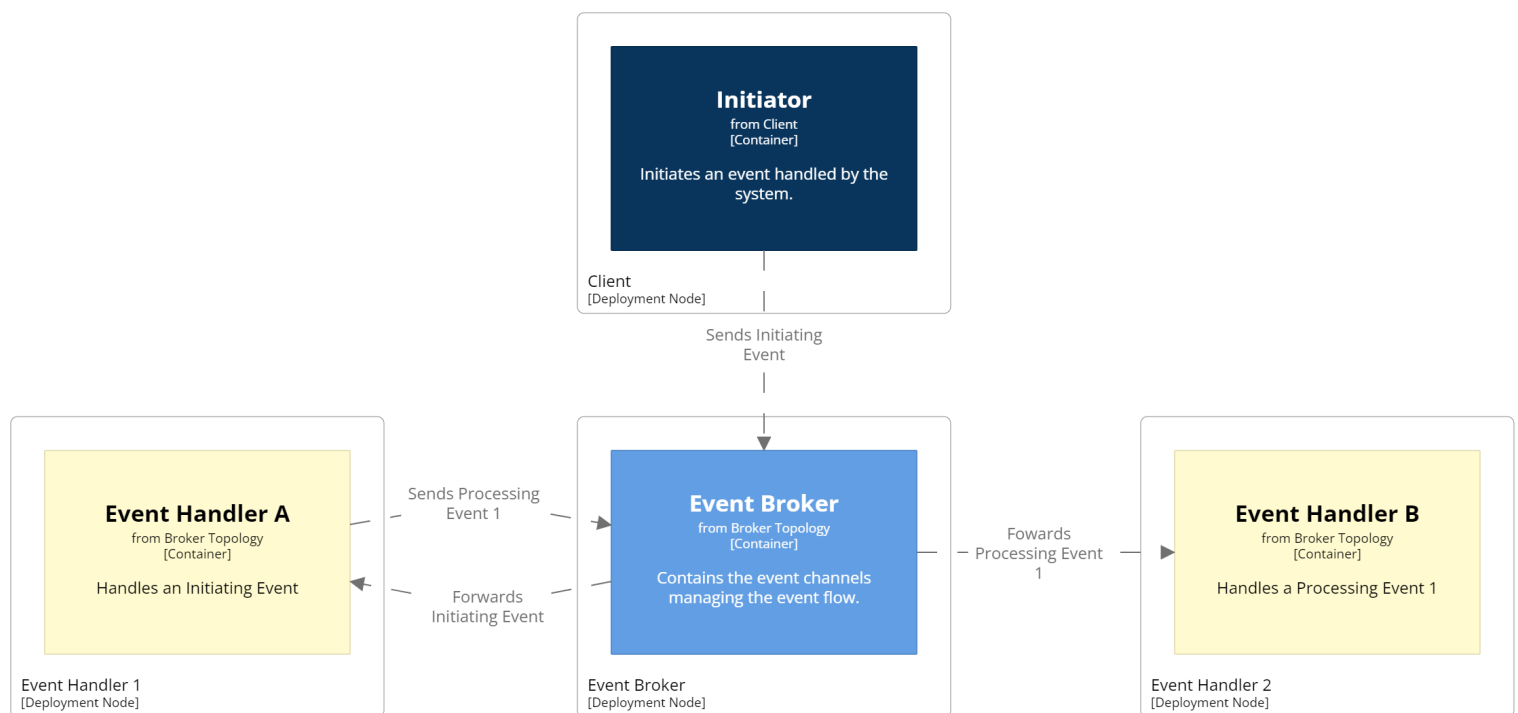 Initiator
from Client
[Container]
Initiates an event handled by the
system.
Client
[Deployment Node]
Sends Initiating
Event
Event Handler A
from Broker Topology
[Container]
Handles an Initiating Event
Event Handler 1
[Deployment Node]
Sends Processing
Event 1
Forwards
Initiating Event
Event Broker
from Broker Topology
[Container]
Contains the event channels
managing the event flow.
Event Broker
[Deployment Node]
Fowards
Processing Event
1
Event Handler B
from Broker Topology
[Container]
Handles a Processing Event 1
Event Handler 2
[Deployment Node]